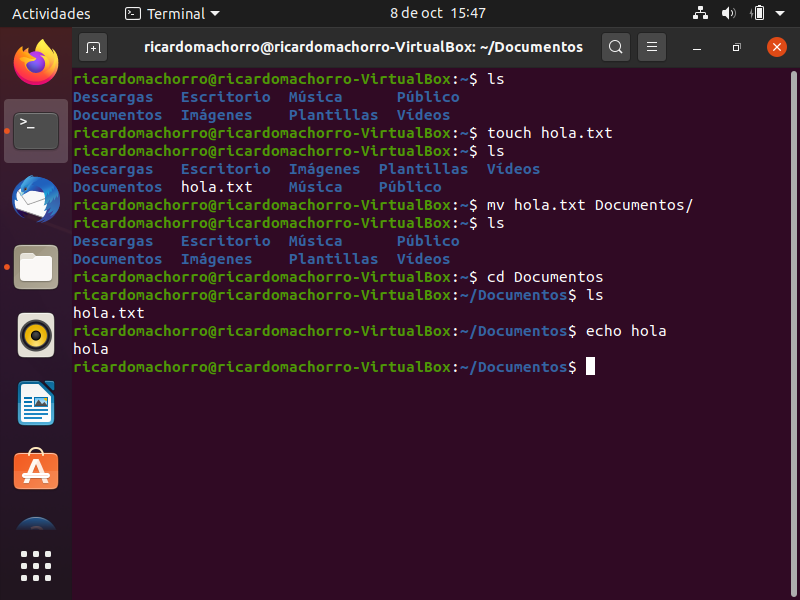 Actividades Terminal 8 de oct 15:47
ricardomachorro@ricardomachorro-VirtualBox: ~/Documentos
ricardomachorro@ricardomachorro-VirtualBox:~$ ls
Descargas Escritorio Música Público
Documentos Imágenes Plantillas Vídeos
ricardomachorro@ricardomachorro-VirtualBox:~$ touch hola.txt
ricardomachorro@ricardomachorro-VirtualBox:~$ ls
Descargas Escritorio Imágenes Plantillas Vídeos
Documentos hola.txt Música Público
ricardomachorro@ricardomachorro-VirtualBox:~$ mv hola.txt Documentos/
ricardomachorro@ricardomachorro-VirtualBox:~$ ls
Descargas Escritorio Música Público
Documentos Imágenes Plantillas Vídeos
ricardomachorro@ricardomachorro-VirtualBox:~$ cd Documentos
ricardomachorro@ricardomachorro-VirtualBox:~/Documentos$ ls
hola.txt
ricardomachorro@ricardomachorro-VirtualBox:~/Documentos$ echo hola
hola
ricardomachorro@ricardomachorro-VirtualBox:~/Documentos$